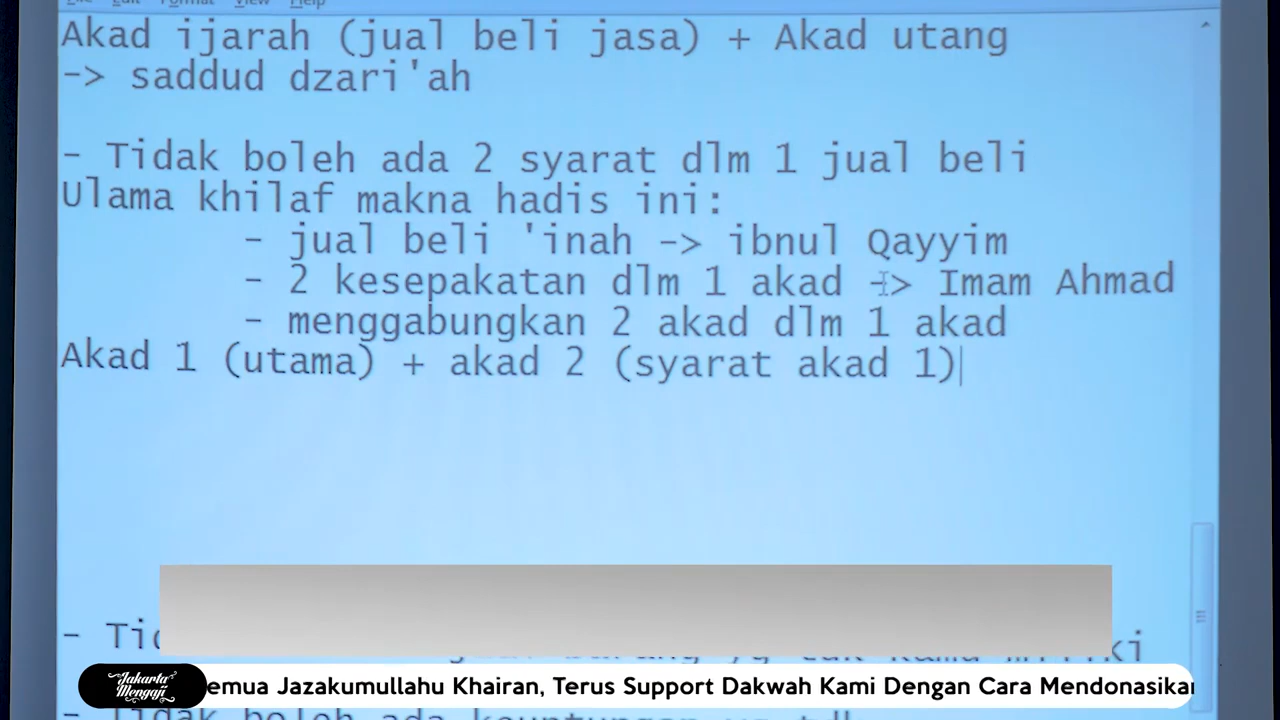 Akad ijarah (jual beli jasa) + Akad utang
-> saddud dzari'ah
- Tidak boleh ada 2 syarat dlm 1 jual beli
Ulama khilaf makna hadis ini:
- jual beli 'inah -> ibnul Qayyim
- 2 kesepakatan dlm 1 akad -> Imam Ahmad
- menggabungkan 2 akad dlm 1 akad
Akad 1 (utama) + akad 2 (syarat akad 1)
Jakarta
Mengaji
Jazakumullahu Khairan, Terus Support Dakwah Kami Dengan Cara